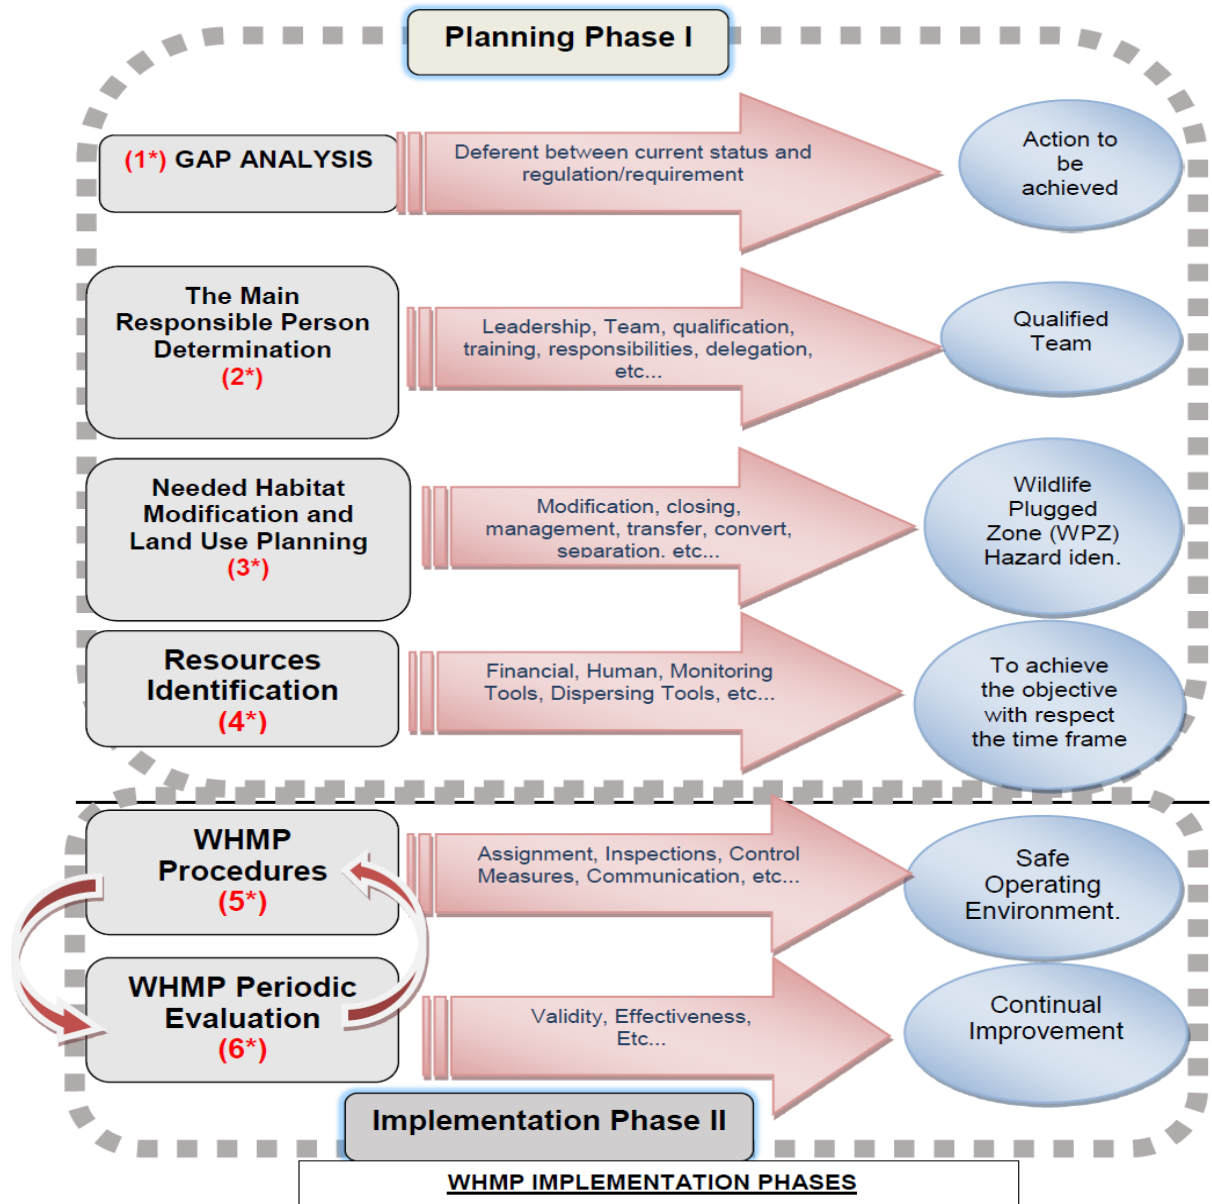 Planning Phase I
(1*) GAP ANALYSIS
Deferent between current status and
regulation/requirement
Action to
be
achieved
The Main
Responsible Person
Determination
(2*)
Leadership, Team, qualification,
training, responsibilities, delegation,
etc...
Qualified
Team
Needed Habitat
Modification and
Land Use Planning
(3*)
Modification, closing,
management, transfer, convert,
separation, etc...
Wildlife
Plugged
Zone (WPZ)
Hazard iden.
Resources
Identification
(4*)
Financial, Human, Monitoring
Tools, Dispersing Tools, etc...
To achieve
the objective
with respect
the time frame
WHMP
Procedures
(5*)
Assignment, Inspections, Control
Measures, Communication, etc...
Safe
Operating
Environment.
WHMP Periodic
Evaluation
(6*)
Validity, Effectiveness,
Etc...
Continual
Improvement
Implementation Phase II
WHMP IMPLEMENTATION PHASES